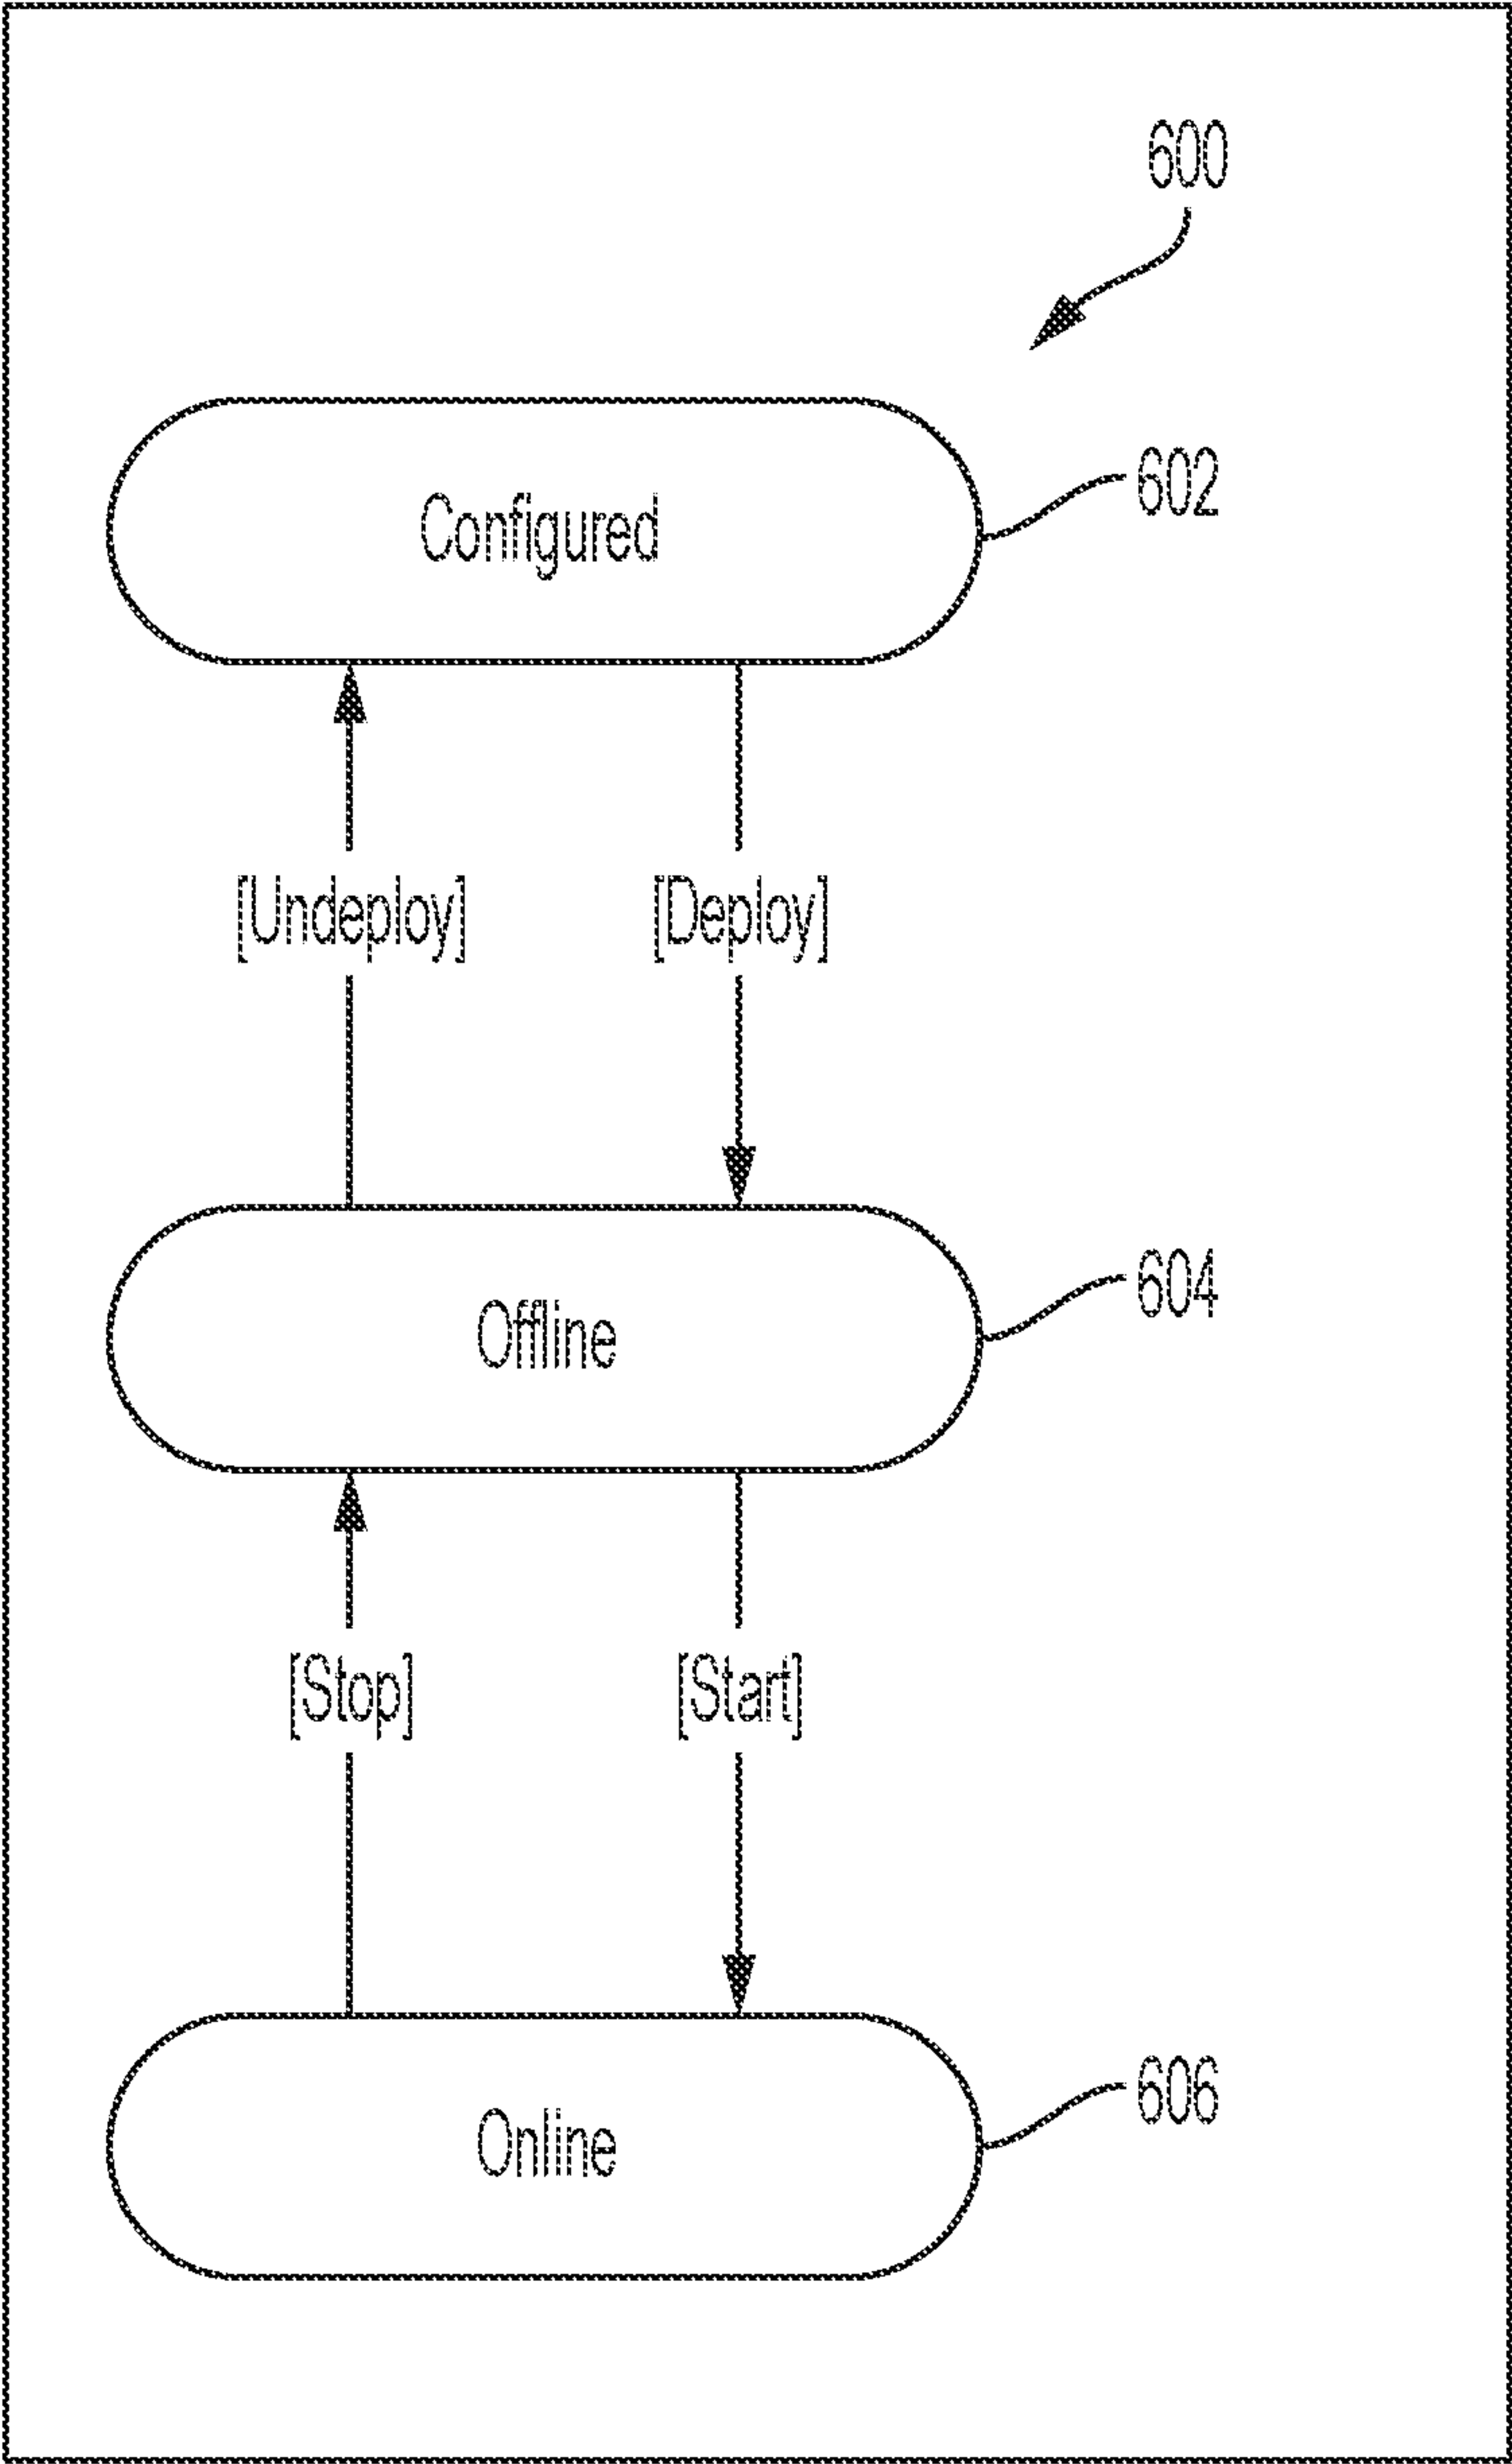 600
Configured
602
[Undeploy] [Deploy]
Offline
604
[Stop] [Start]
Online
606